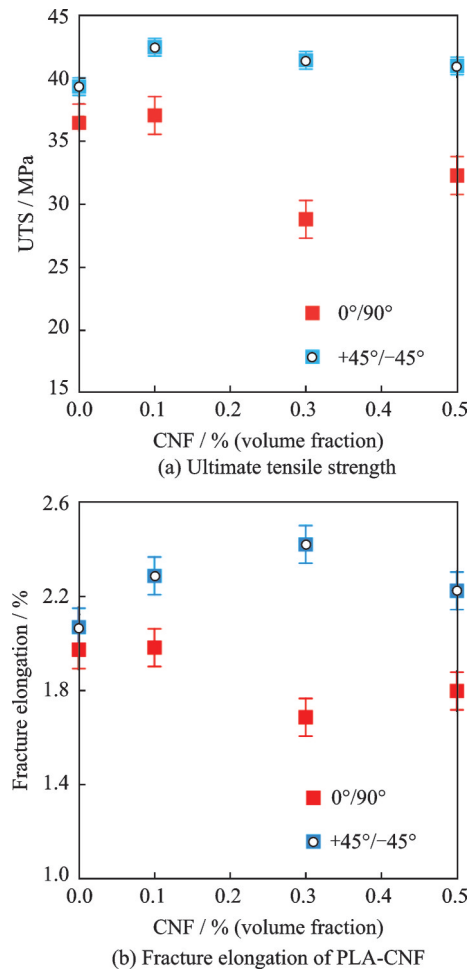 45
40
35
30
25
20
15
UTS / MPa
0°/90°
+45°/−45°
0.0 0.1 0.2 0.3 0.4 0.5
CNF / % (volume fraction)
(a) Ultimate tensile strength
2.6
2.2
1.8
1.4
1.0
Fracture elongation / %
0°/90°
+45°/−45°
0.0 0.1 0.2 0.3 0.4 0.5
CNF / % (volume fraction)
(b) Fracture elongation of PLA-CNF